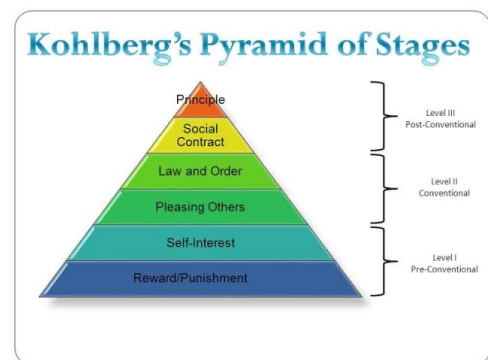 Kohlberg's Pyramid of Stages
Principle
Social
Contract
Law and Order
Pleasing Others
Self-Interest
Reward/Punishment
Level III
Post-Conventional
Level II
Conventional
Level I
Pre-Conventional